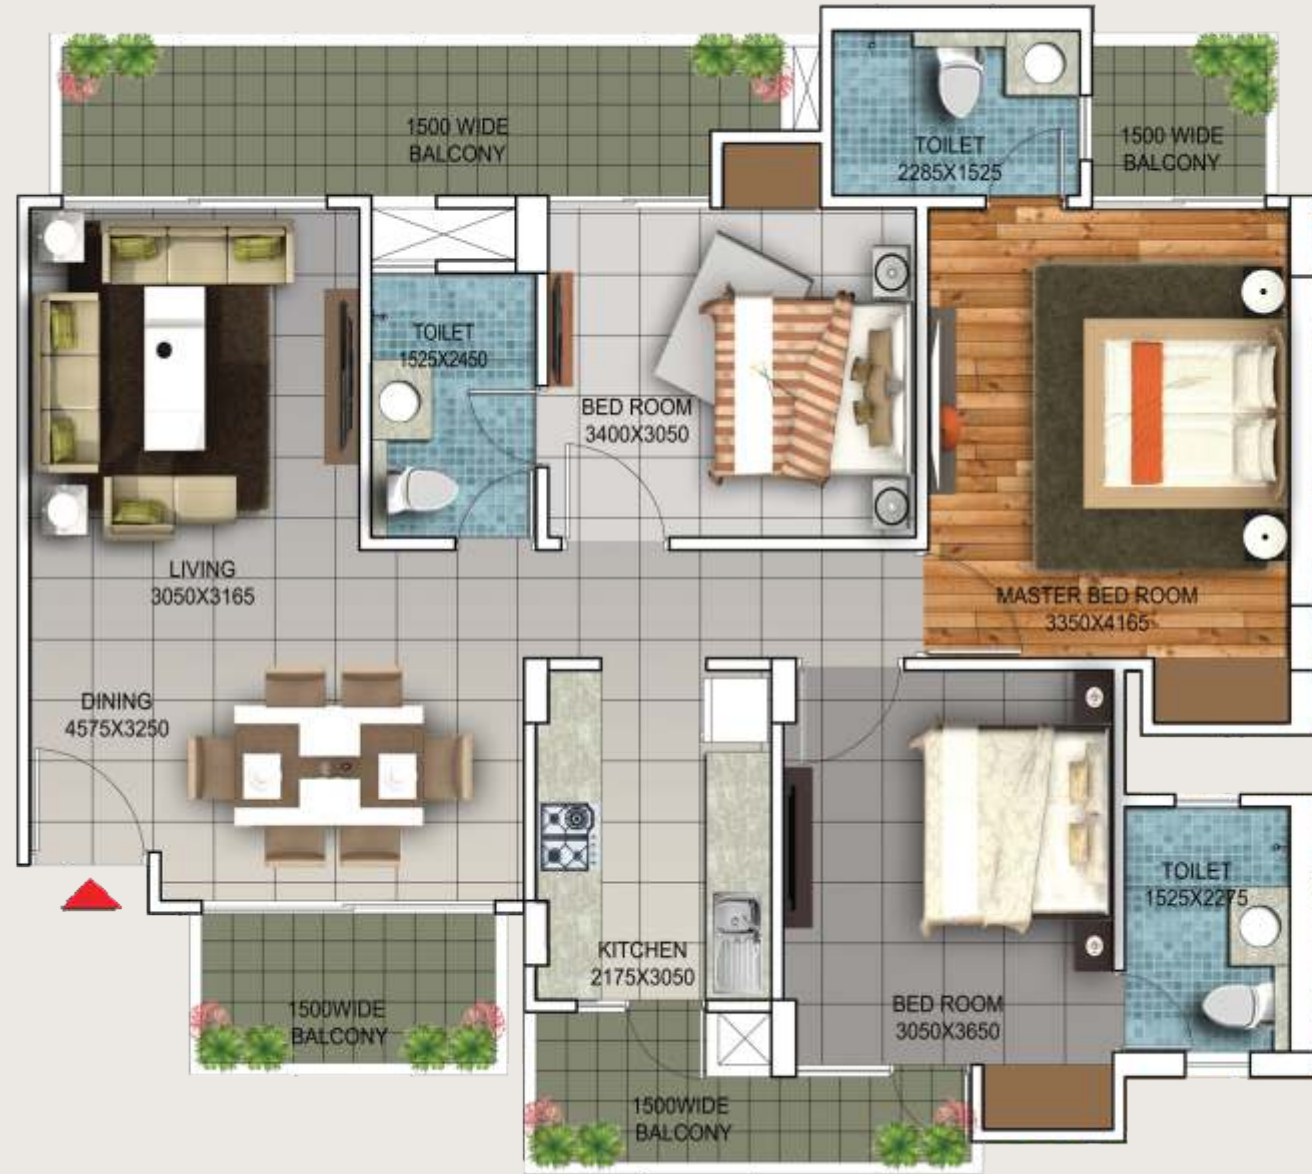 1500 WIDE
BALCONY
TOILET
2285X1525
1500 WIDE
BALCONY
TOILET
1525X2450
BED ROOM
3400X3050
LIVING
3050X3165
MASTER BED ROOM
3350X4165
DINING
4575X3250
TOILET
1525X2275
KITCHEN
2175X3050
BED ROOM
3050X3650
1500WIDE
BALCONY
1500WIDE
BALCONY